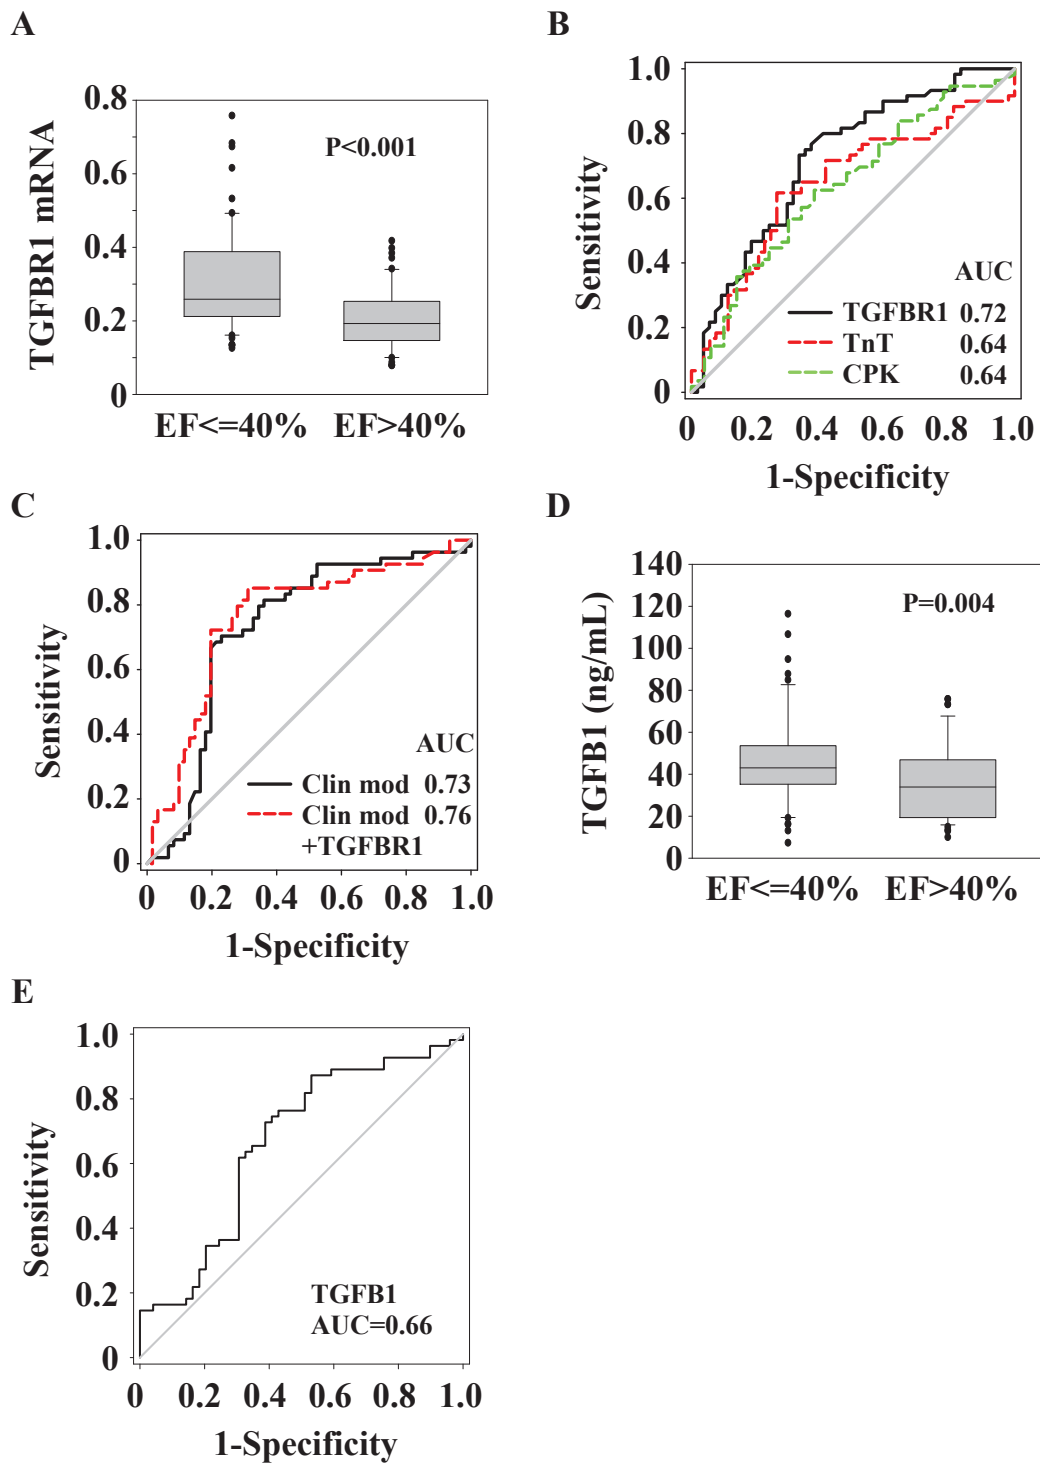 A
TGFBR1 mRNA
0.8
0.6
0.4
0.2
0
P<0.001
EF<=40% EF>40%
B
Sensitivity
1.0
0.8
0.6
0.4
0.2
0
AUC
TGFBR1 0.72
TnT 0.64
CPK 0.64
0 0.2 0.4 0.6 0.8 1.0
1-Specificity
C
Sensitivity
1.0
0.8
0.6
0.4
0.2
0
AUC
Clin mod 0.73
Clin mod 0.76
+TGFBR1
0 0.2 0.4 0.6 0.8 1.0
1-Specificity
D
TGFB1 (ng/mL)
140
120
100
80
60
40
20
0
P=0.004
EF<=40% EF>40%
E
Sensitivity
1.0
0.8
0.6
0.4
0.2
0
TGFB1
AUC=0.66
0 0.2 0.4 0.6 0.8 1.0
1-Specificity